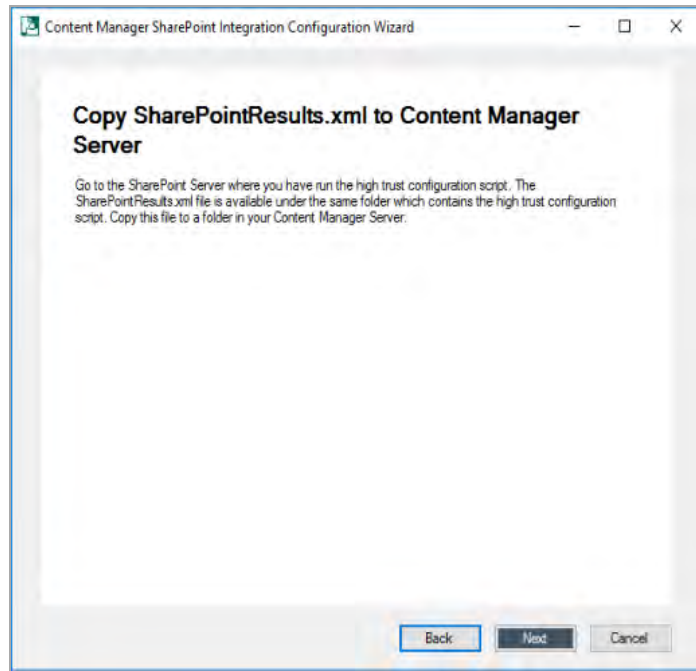 Content Manager SharePoint Integration Configuration Wizard
Copy SharePointResults.xml to Content Manager
Server
Go to the SharePoint Server where you have run the high trust configuration script. The
SharePointResults.xml file is available under the same folder which contains the high trust configuration
script. Copy this file to a folder in your Content Manager Server.
Back Next Cancel